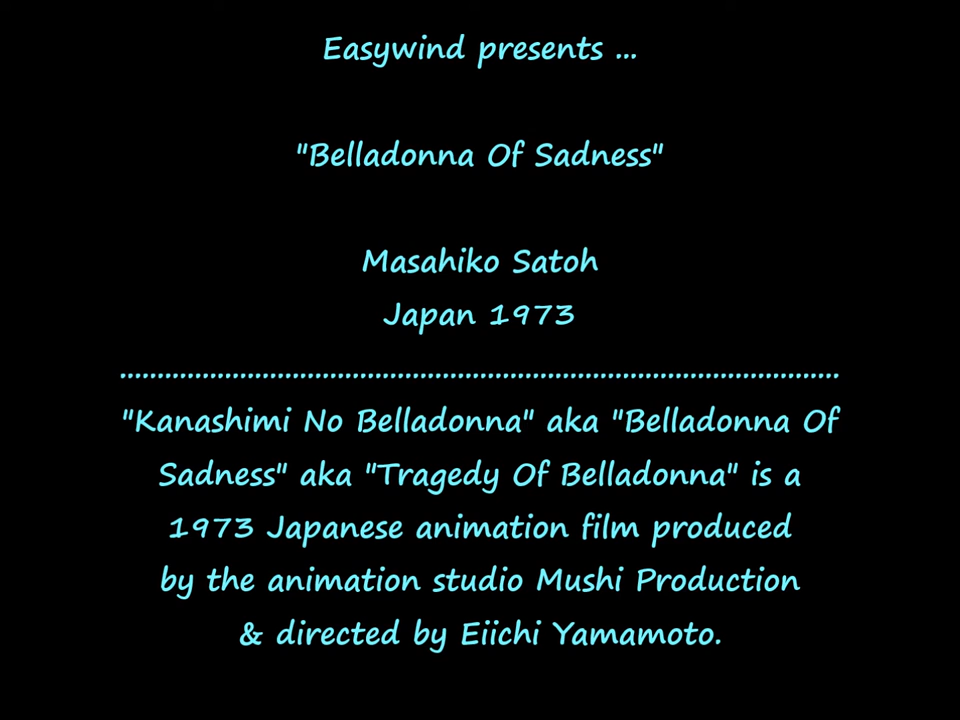 Easywind presents ...
"Belladonna Of Sadness"
Masahiko Satoh
Japan 1973
................................................................................................
"Kanashimi No Belladonna" aka "Belladonna Of
Sadness" aka "Tragedy Of Belladonna" is a
1973 Japanese animation film produced
by the animation studio Mushi Production
& directed by Eiichi Yamamoto.